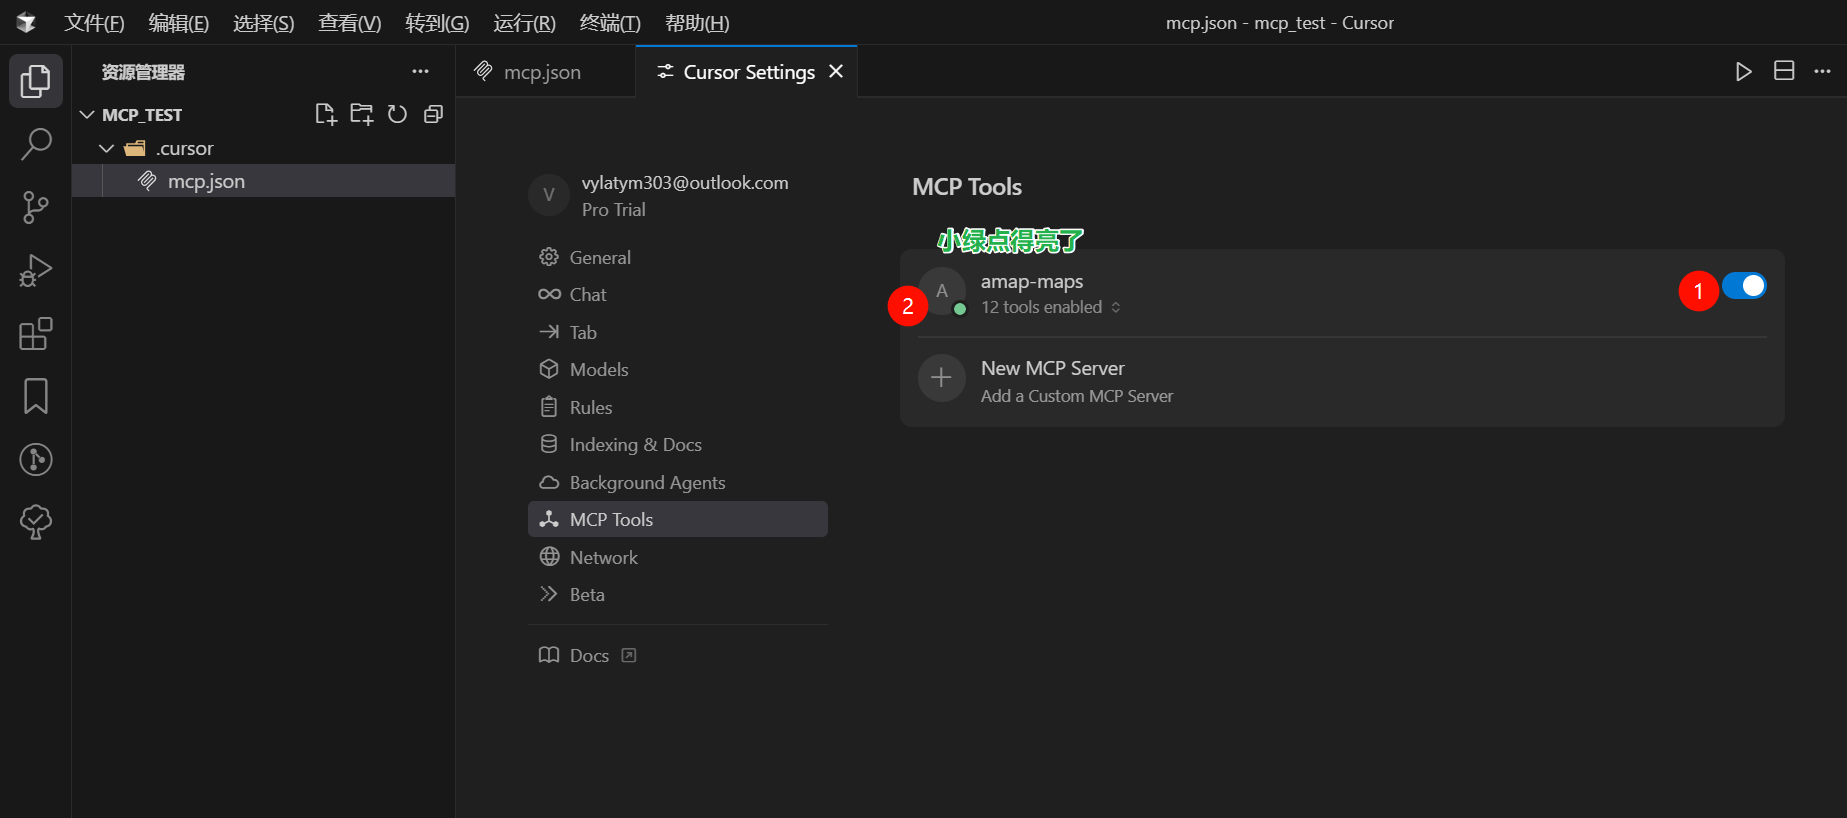 文件(F) 编辑(E) 选择(S) 查看(V) 转到(G) 运行(R) 终端(T) 帮助(H) mcp.json - mcp_test - Cursor
资源管理器
mcp.json
Cursor Settings
MCP_TEST
.cursor
mcp.json
V
vylatym303@outlook.com
Pro Trial
General
Chat
Tab
Models
Rules
Indexing & Docs
Background Agents
MCP Tools
Network
Beta
Docs
MCP Tools
小绿点得亮了
A
amap-maps
1
2
12 tools enabled
New MCP Server
Add a Custom MCP Server